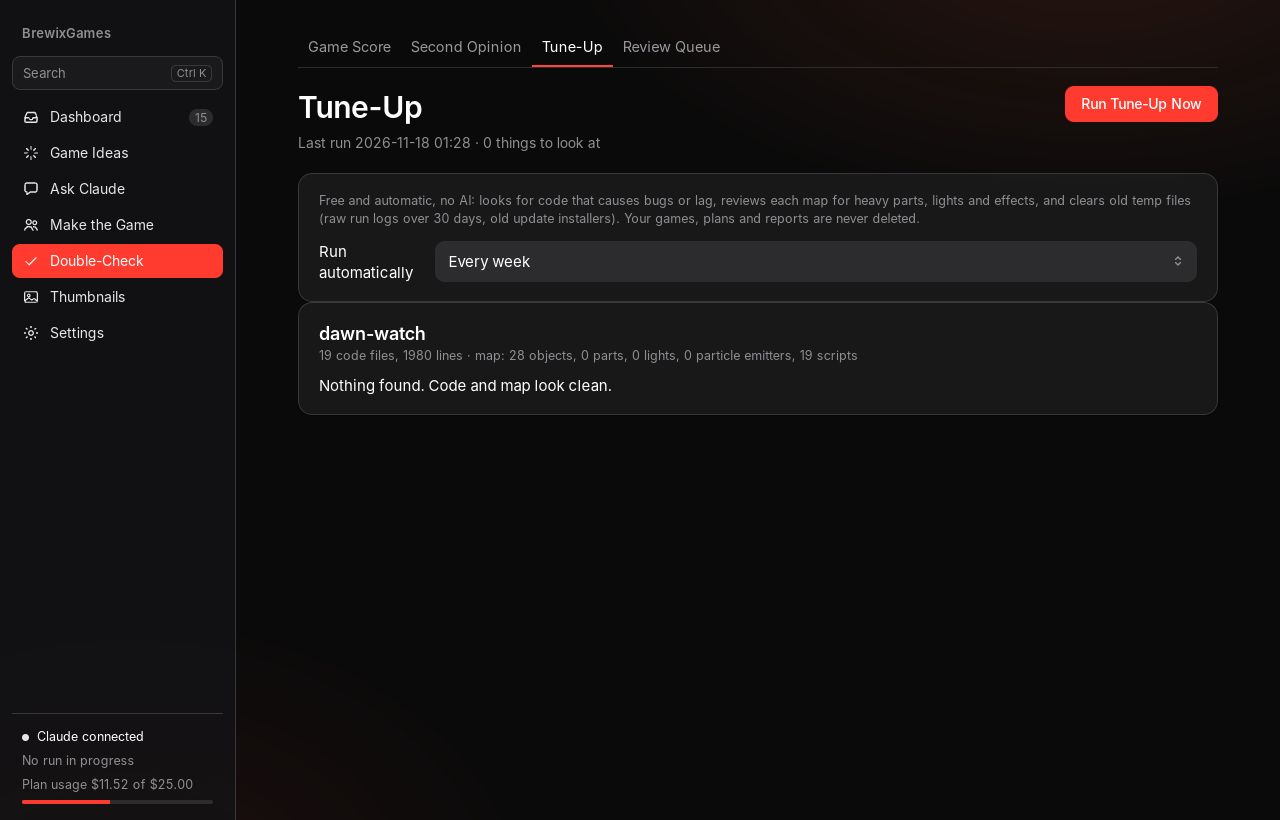 BrewixGames
Search
Ctrl K
Dashboard
15
Game Ideas
Ask Claude
Make the Game
Double-Check
Thumbnails
Settings
Claude connected
No run in progress
Plan usage $11.52 of $25.00
Game Score
Second Opinion
Tune-Up
Review Queue
Tune-Up
Run Tune-Up Now
Last run 2026-11-18 01:28 · 0 things to look at
Free and automatic, no AI: looks for code that causes bugs or lag, reviews each map for heavy parts, lights and effects, and clears old temp files
(raw run logs over 30 days, old update installers). Your games, plans and reports are never deleted.
Run
automatically
Every week
dawn-watch
19 code files, 1980 lines · map: 28 objects, 0 parts, 0 lights, 0 particle emitters, 19 scripts
Nothing found. Code and map look clean.